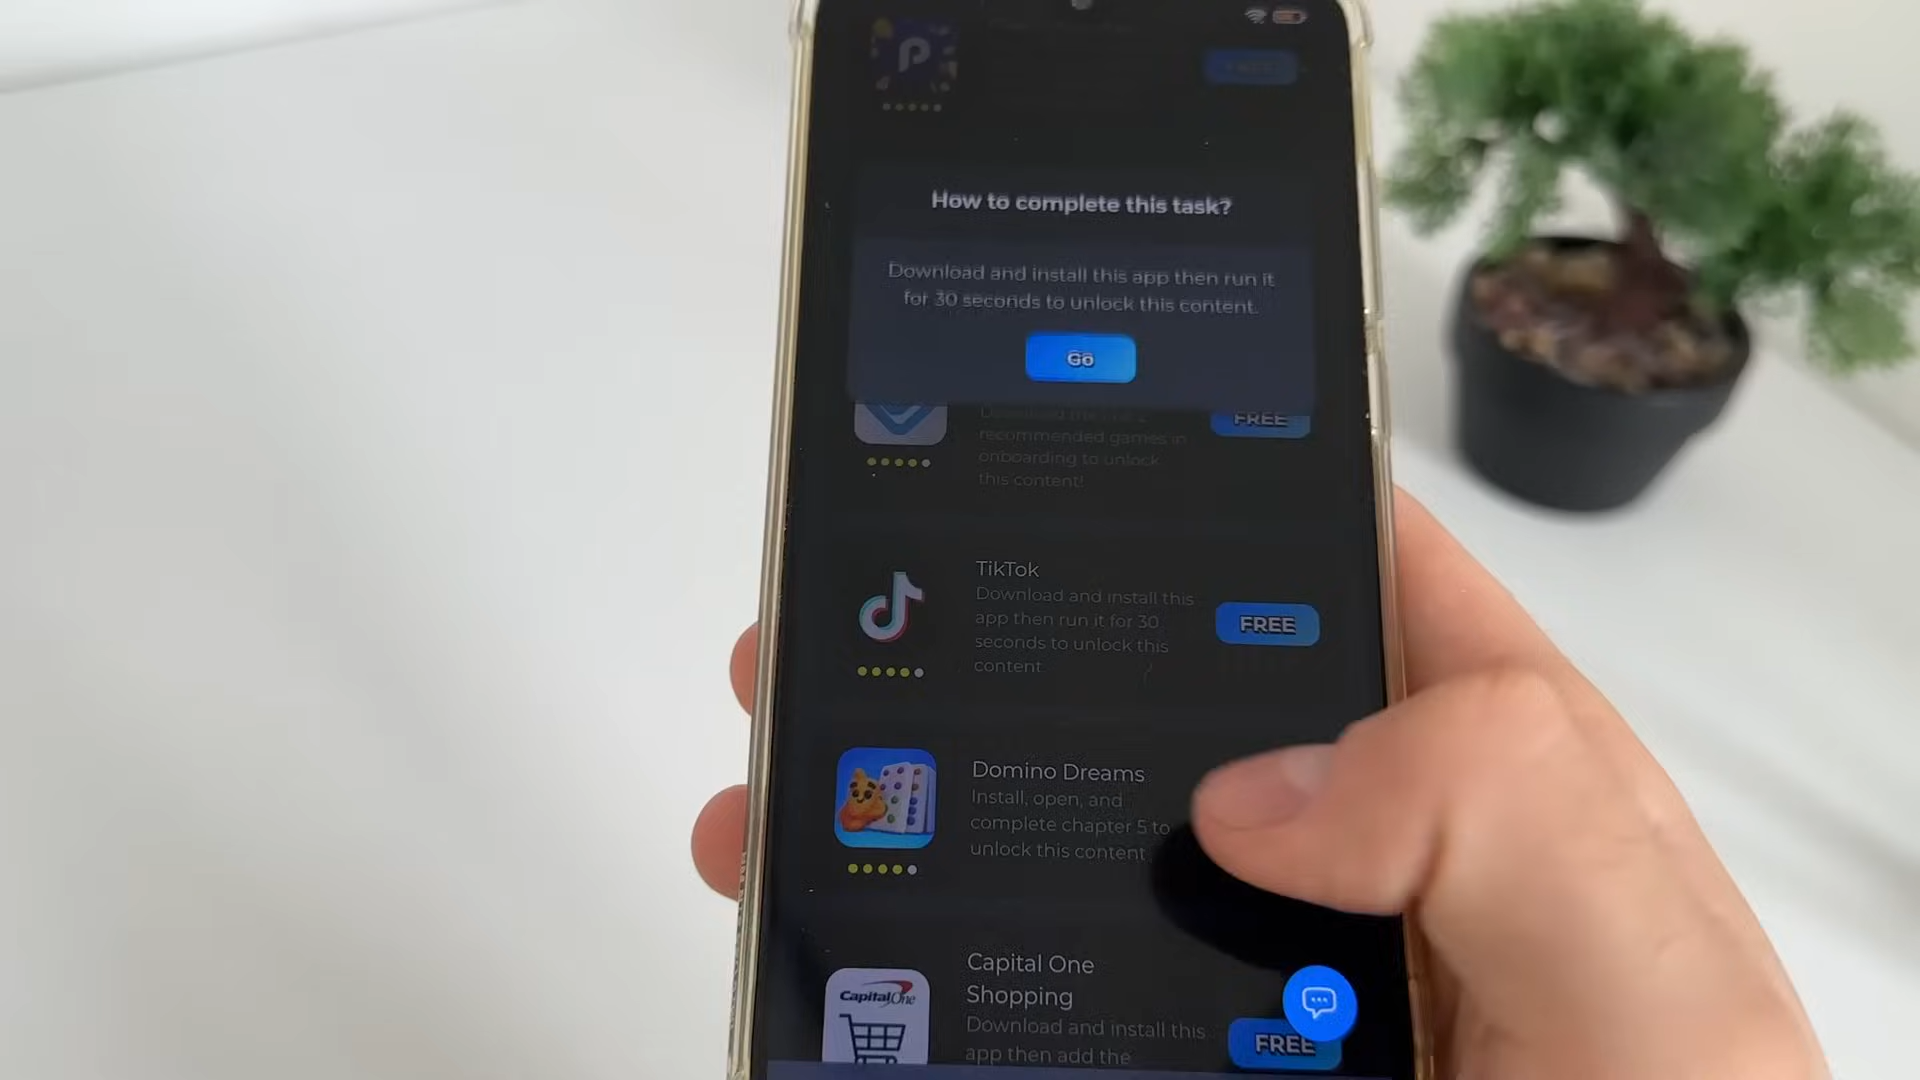 How to complete this task?
Download and install this app then run it
for 30 seconds to unlock this content.
Go
recommended games in
onboarding to unlock
this content!
FREE
TikTok
Download and install this
app then run it for 30
seconds to unlock this
content
FREE
Domino Dreams
Install, open, and
complete chapter 5 to
unlock this content.
Capital One
Shopping
Download and install this
app then add the
FREE
CapitalOne